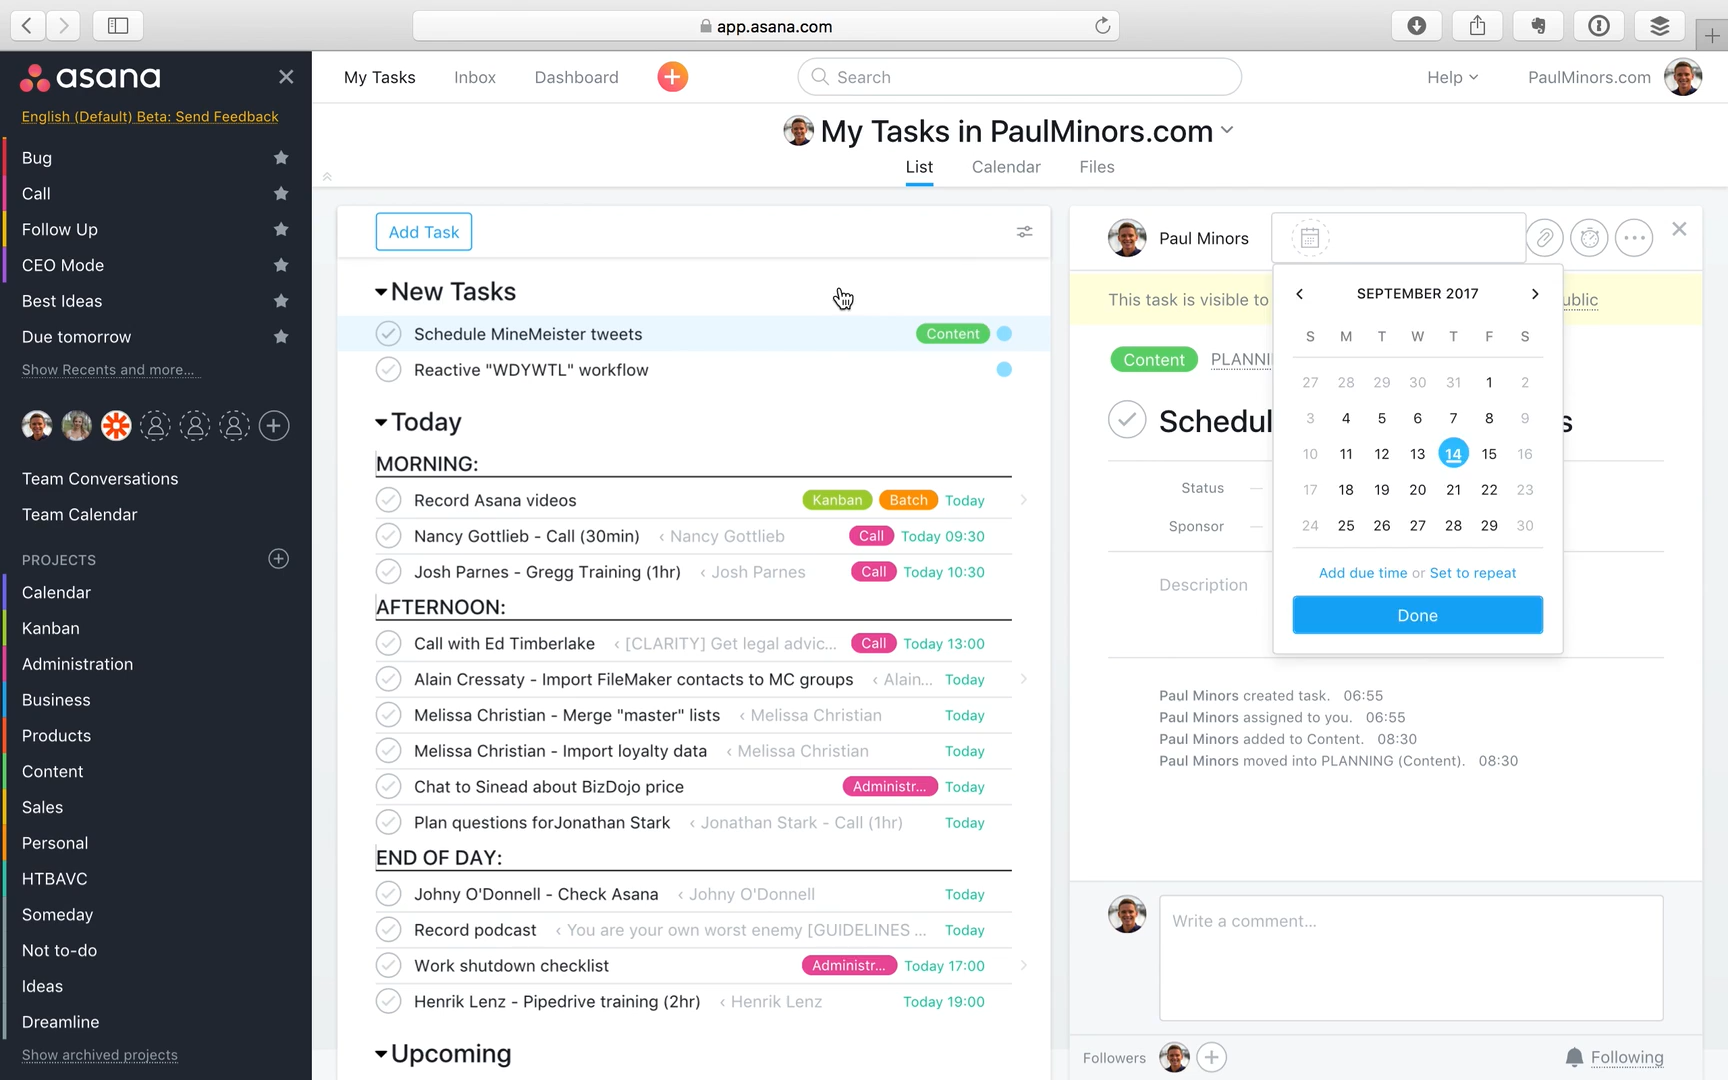 app.asana.com
asana
English (Default) Beta: Send Feedback
Bug
Call
Follow Up
CEO Mode
Best Ideas
Due tomorrow
Show Recents and more...
Team Conversations
Team Calendar
PROJECTS
Calendar
Kanban
Administration
Business
Products
Content
Sales
Personal
HTBAVC
Someday
Not to-do
Ideas
Dreamline
Show archived projects
My Tasks Inbox Dashboard Search Help PaulMinors.com
My Tasks in PaulMinors.com
List Calendar Files
Add Task
New Tasks
Schedule MineMeister tweets Content
Reactive "WDYWTL" workflow
Today
MORNING:
Record Asana videos Kanban Batch Today
Nancy Gottlieb - Call (30min) ‹ Nancy Gottlieb Call Today 09:30
Josh Parnes - Gregg Training (1hr) ‹ Josh Parnes Call Today 10:30
AFTERNOON:
Call with Ed Timberlake ‹ [CLARITY] Get legal advic... Call Today 13:00
Alain Cressaty - Import FileMaker contacts to MC groups ‹ Alain... Today
Melissa Christian - Merge "master" lists ‹ Melissa Christian Today
Melissa Christian - Import loyalty data ‹ Melissa Christian Today
Chat to Sinead about BizDojo price Administr... Today
Plan questions forJonathan Stark ‹ Jonathan Stark - Call (1hr) Today
END OF DAY:
Johny O'Donnell - Check Asana ‹ Johny O'Donnell Today
Record podcast ‹ You are your own worst enemy [GUIDELINES ... Today
Work shutdown checklist Administr... Today 17:00
Henrik Lenz - Pipedrive training (2hr) ‹ Henrik Lenz Today 19:00
Upcoming
Paul Minors
This task is visible to ublic
Content PLANNI
Schedul s
Status —
Sponsor —
Description
SEPTEMBER 2017
S M T W T F S
27 28 29 30 31 1 2
3 4 5 6 7 8 9
10 11 12 13 14 15 16
17 18 19 20 21 22 23
24 25 26 27 28 29 30
Add due time or Set to repeat
Done
Paul Minors created task. 06:55
Paul Minors assigned to you. 06:55
Paul Minors added to Content. 08:30
Paul Minors moved into PLANNING (Content). 08:30
Write a comment...
Followers Following